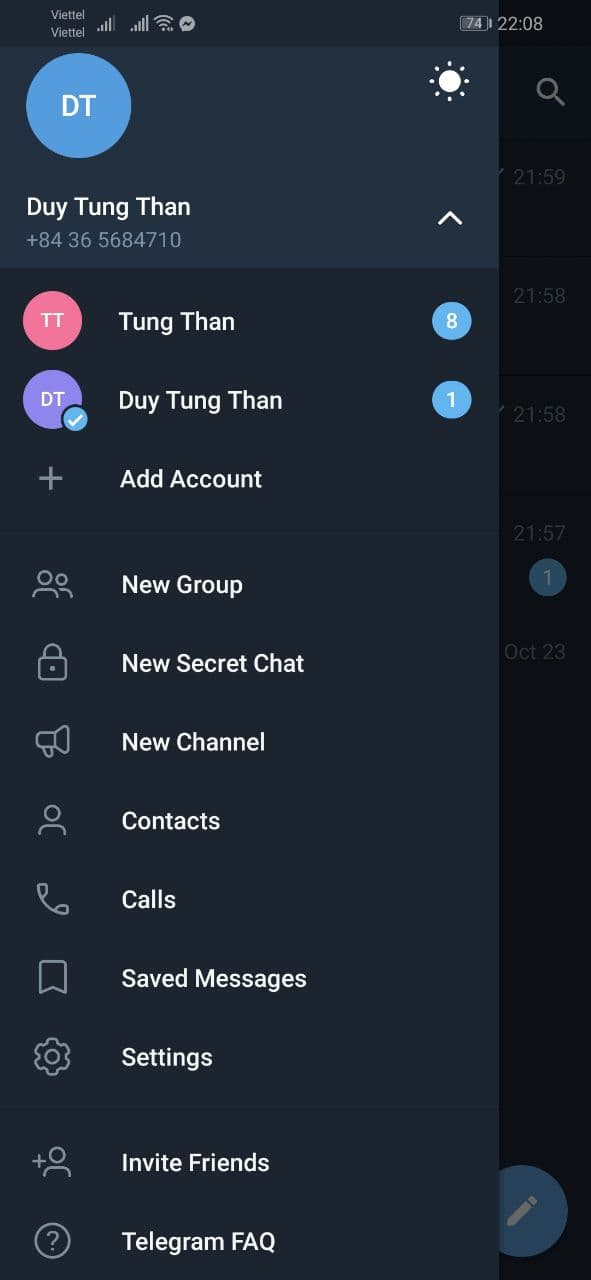 Viettel
Viettel
74 22:08
DT
Duy Tung Than
+84 36 5684710
21:59
TT Tung Than 8
21:58
DT Duy Tung Than 1
21:58
Add Account
21:57
New Group 1
New Secret Chat
Oct 23
New Channel
Contacts
Calls
Saved Messages
Settings
Invite Friends
Telegram FAQ